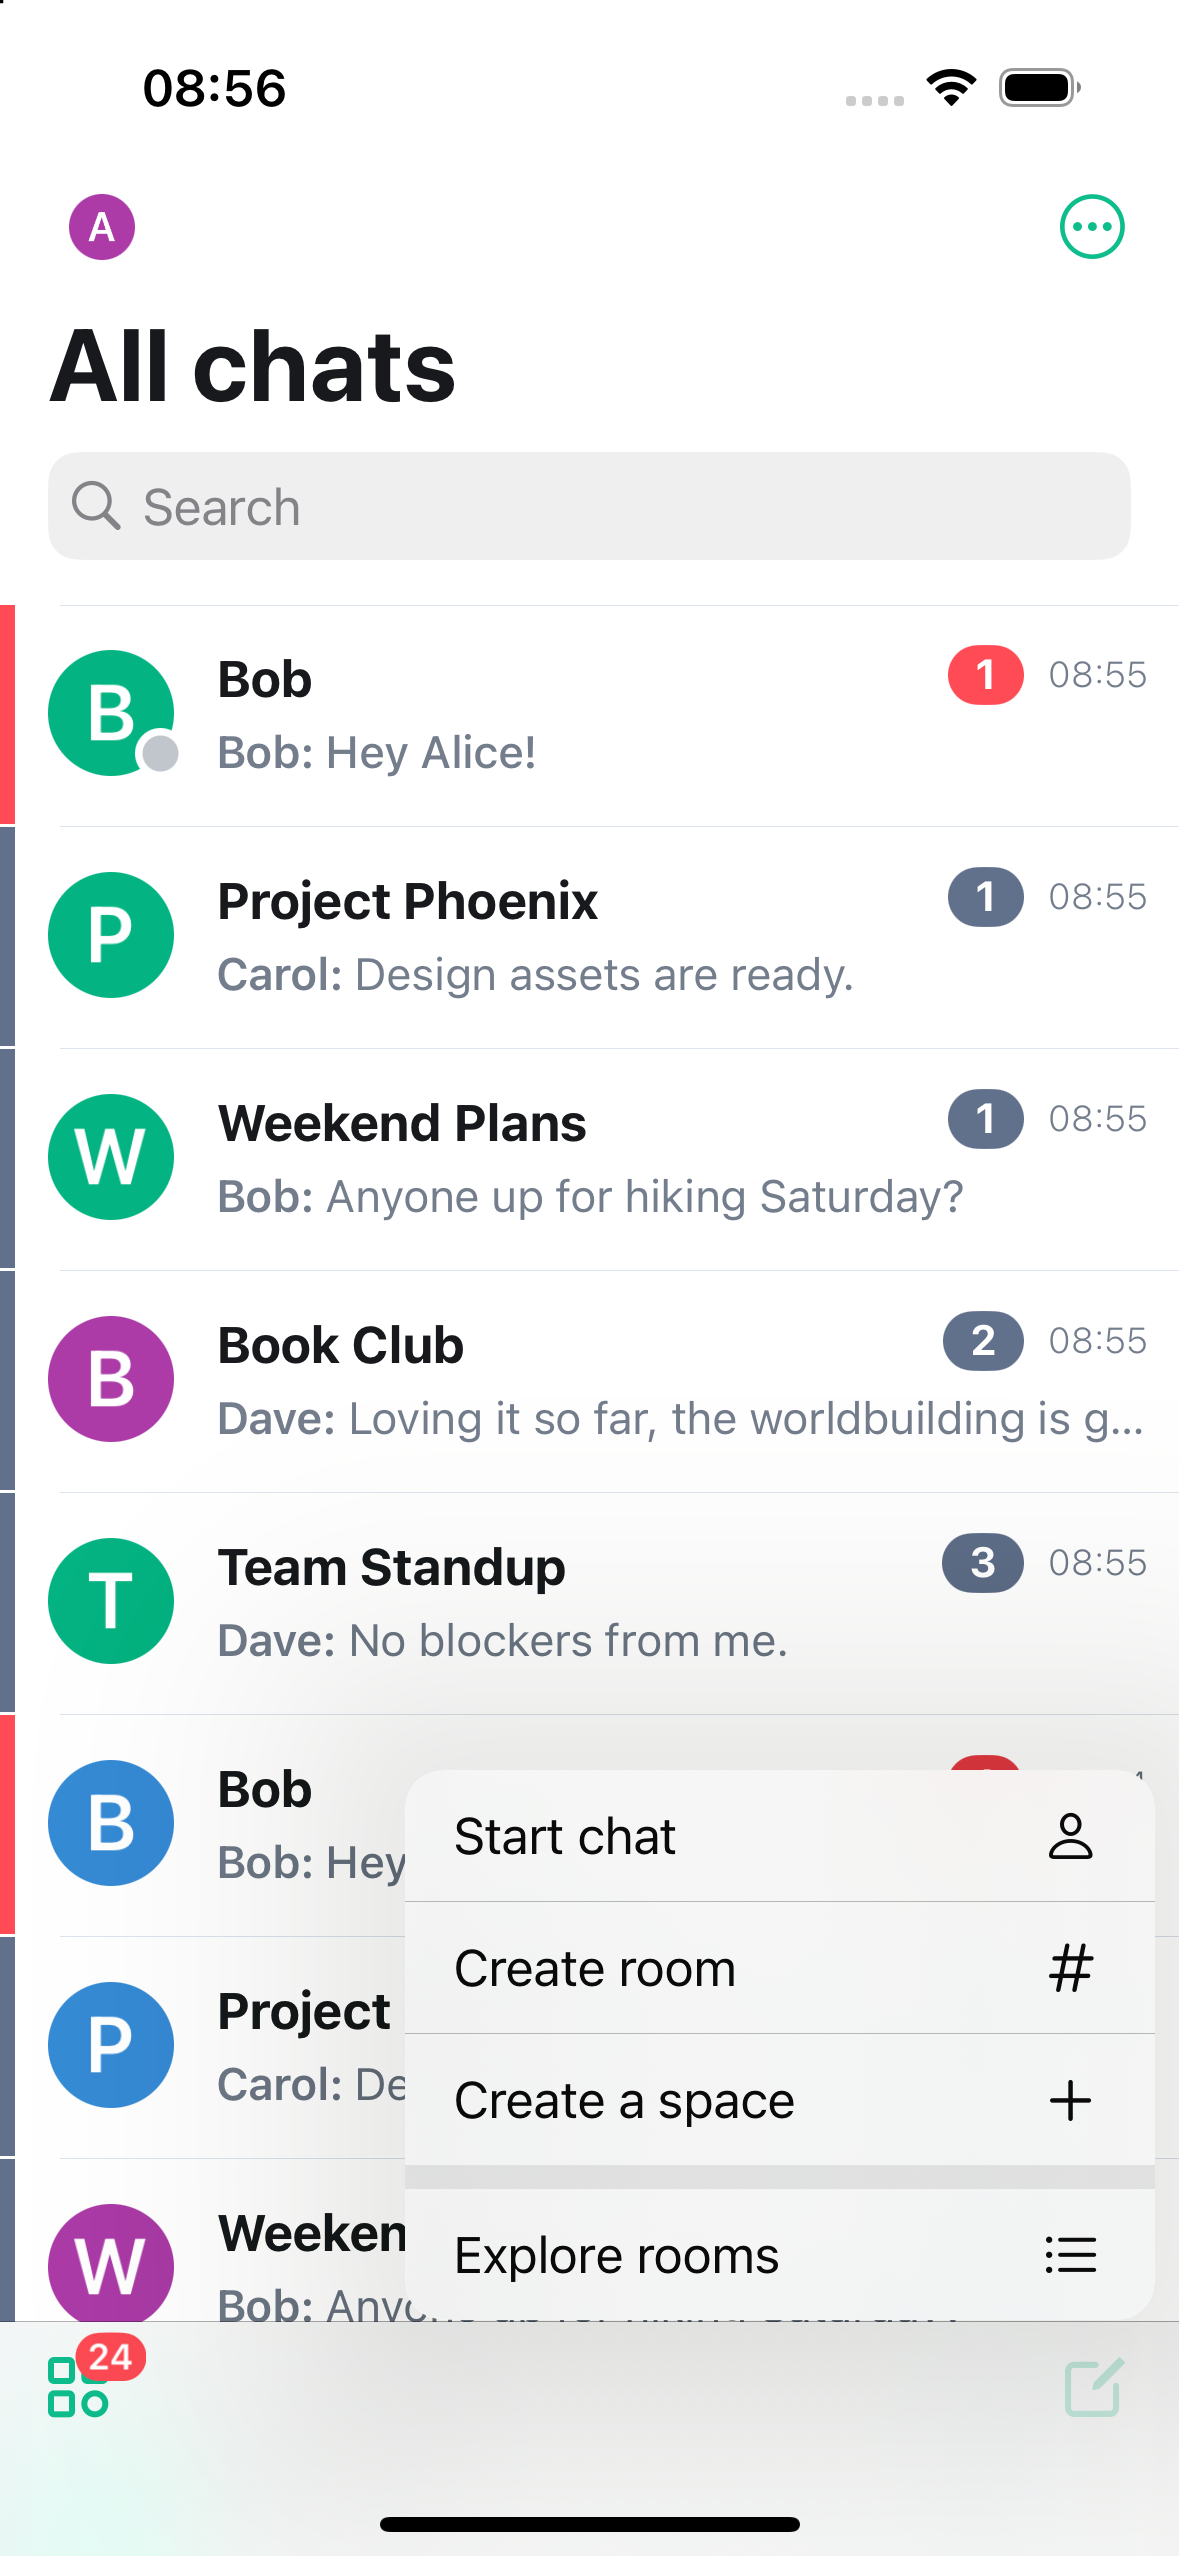 08:56
A
All chats
Search
B
Bob
1
08:55
Bob: Hey Alice!
P
Project Phoenix
1
08:55
Carol: Design assets are ready.
W
Weekend Plans
1
08:55
Bob: Anyone up for hiking Saturday?
B
Book Club
2
08:55
Dave: Loving it so far, the worldbuilding is g...
T
Team Standup
3
08:55
Dave: No blockers from me.
B
Bob
Bob: Hey
Start chat
P
Project
Create room
Carol: De
Create a space
W
Weeken
Explore rooms
Bob:
24